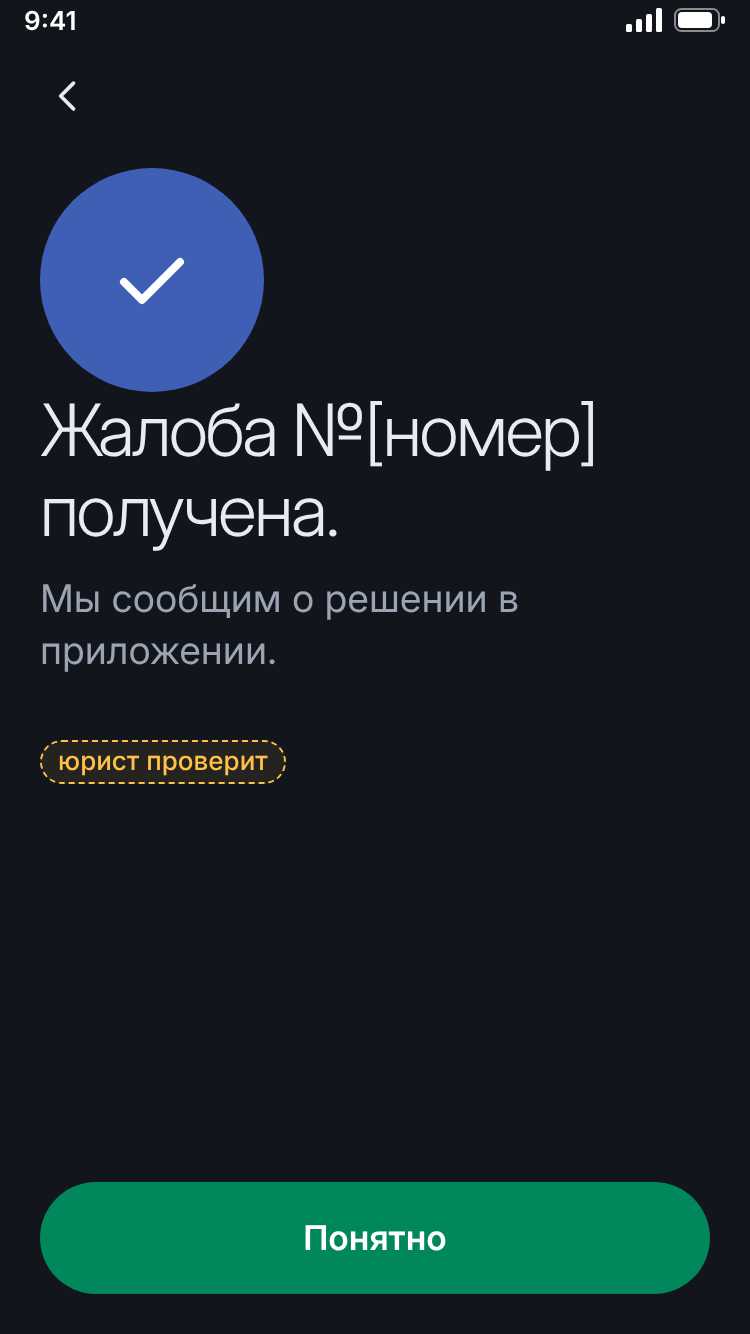 9:41
Жалоба №[номер]
получена.
Мы сообщим о решении в
приложении.
юрист проверит
Понятно